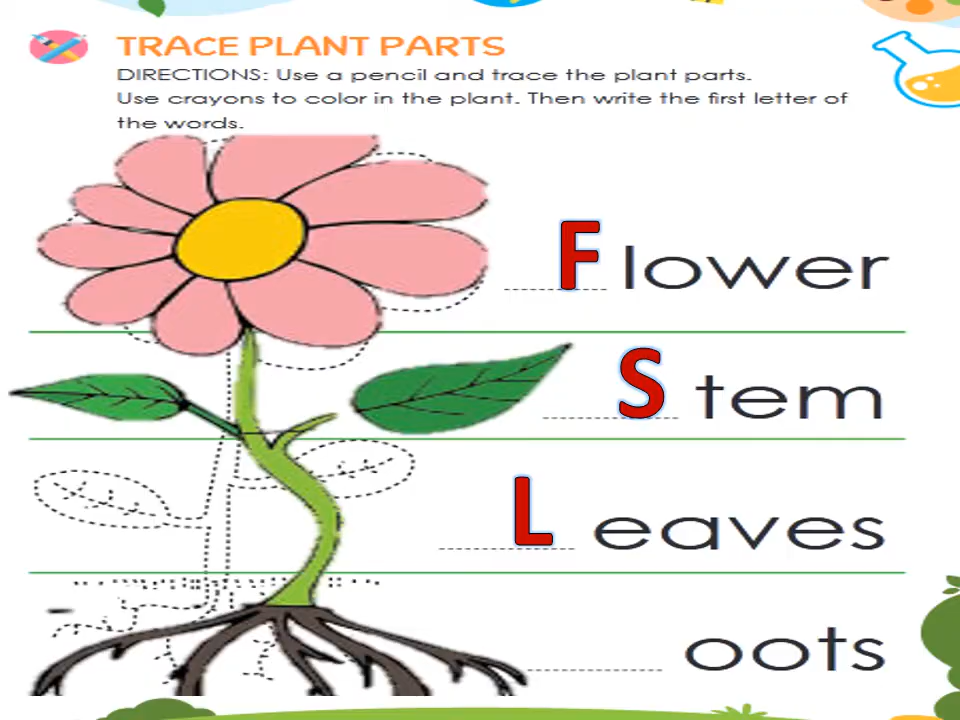 TRACE PLANT PARTS
DIRECTIONS: Use a pencil and trace the plant parts.
Use crayons to color in the plant. Then write the first letter of
the words.
F lower
S tem
L eaves
oots